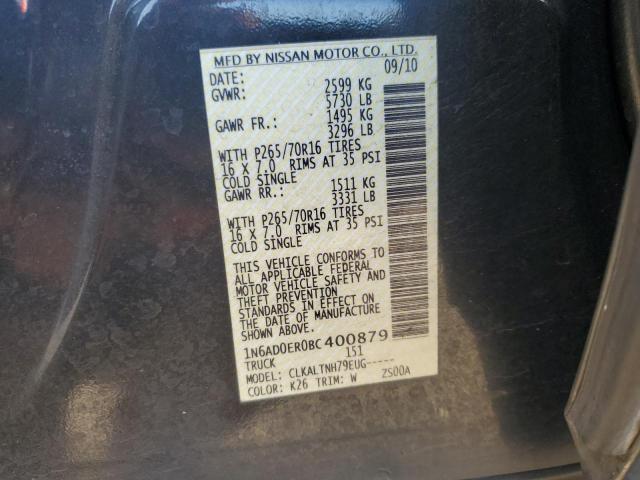 MFD BY NISSAN MOTOR CO., LTD.
DATE: 09/10
GVWR: 2599 KG
5730 LB
GAWR FR.: 1495 KG
3296 LB
WITH P265/70R16 TIRES
16 X 7.0 RIMS AT 35 PSI
COLD SINGLE
GAWR RR.: 1511 KG
3331 LB
WITH P265/70R16 TIRES
16 X 7.0 RIMS AT 35 PSI
COLD SINGLE
THIS VEHICLE CONFORMS TO
ALL APPLICABLE FEDERAL
MOTOR VEHICLE SAFETY AND
THEFT PREVENTION
STANDARDS IN EFFECT ON
THE DATE OF MANUFACTURE
SHOWN ABOVE.
1N6AD0ER0BC400879
TRUCK 151
MODEL: CLKALTNH79EUG-----
COLOR: K26 TRIM: W ZS00A